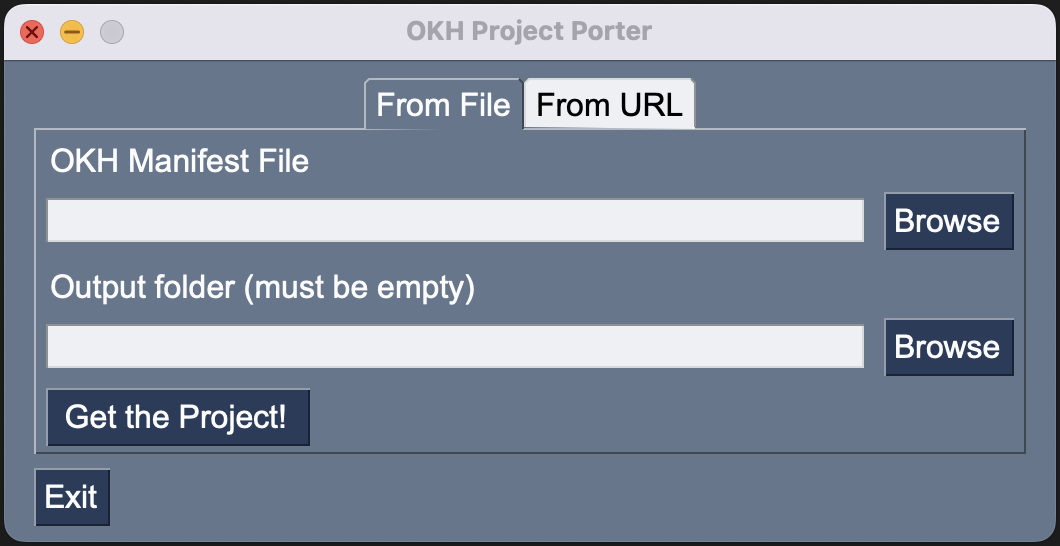 OKH Project Porter
From File
From URL
OKH Manifest File
Browse
Output folder (must be empty)
Browse
Get the Project!
Exit